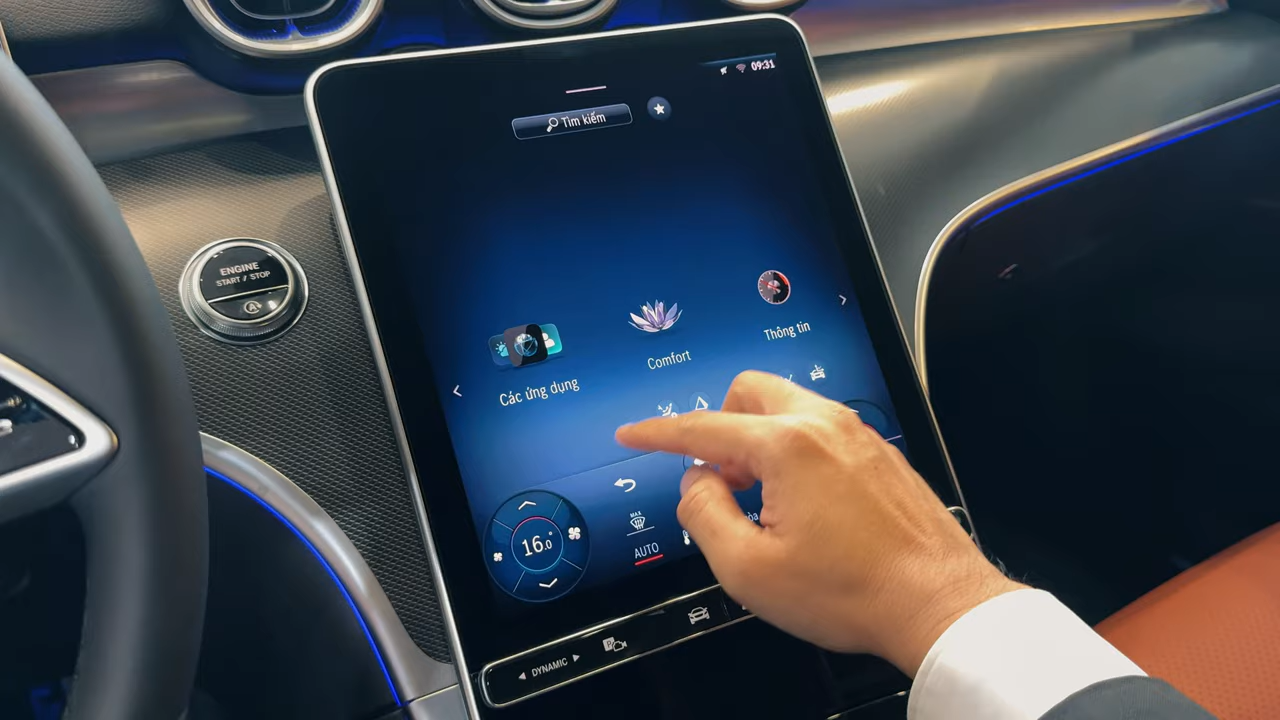 09:31
Tìm kiếm
ENGINE
START / STOP
A
Thông tin
Comfort
Các ứng dụng
MAX
16.0°
AUTO
DYNAMIC